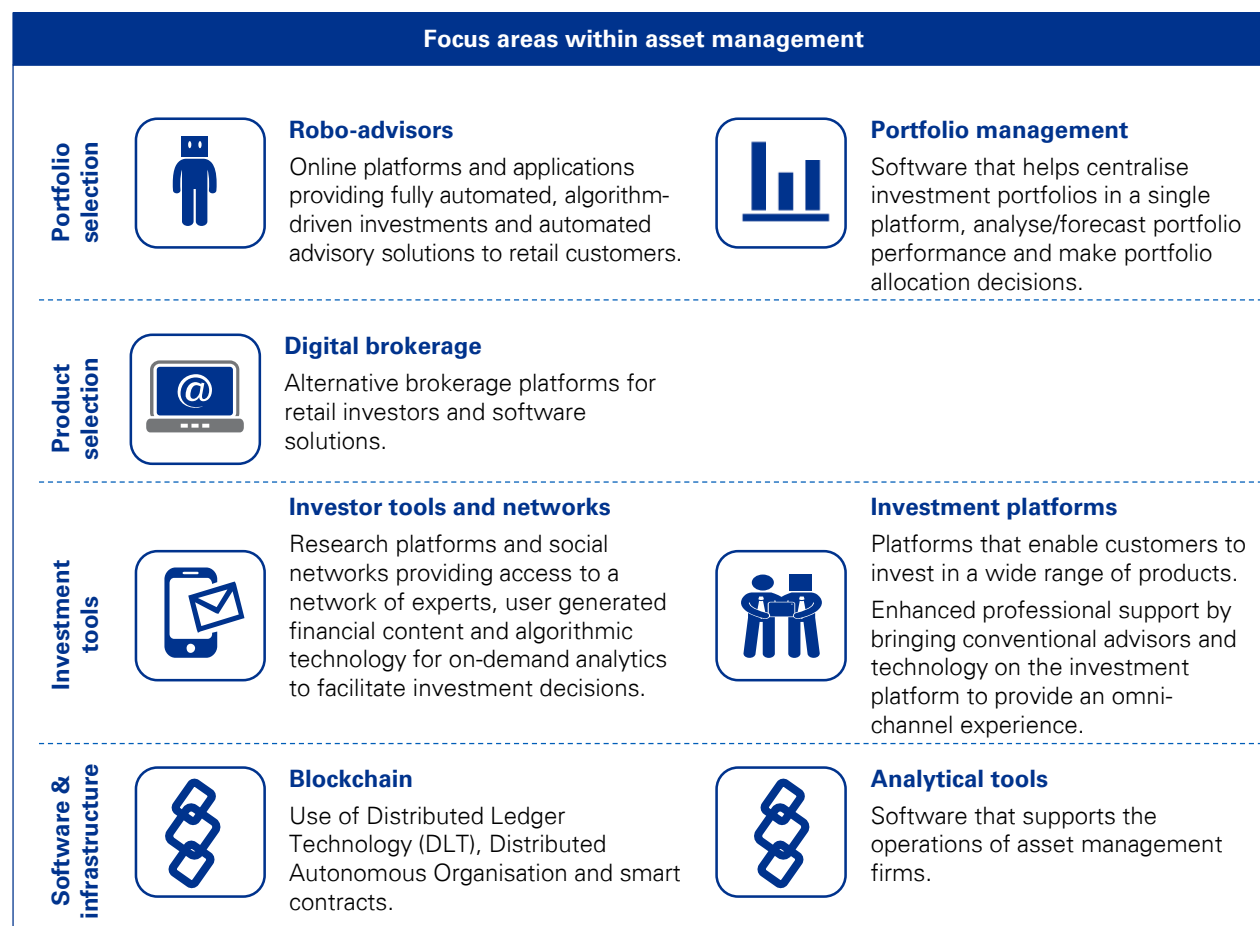 Focus areas within asset management
Portfolio
selection
Robo-advisors
Online platforms and applications
providing fully automated, algorithm-
driven investments and automated
advisory solutions to retail customers.
Portfolio management
Software that helps centralise
investment portfolios in a single
platform, analyse/forecast portfolio
performance and make portfolio
allocation decisions.
Product
selection
@
Digital brokerage
Alternative brokerage platforms for
retail investors and software
solutions.
Investment
tools
Investor tools and networks
Research platforms and social
networks providing access to a
network of experts, user generated
financial content and algorithmic
technology for on-demand analytics
to facilitate investment decisions.
Investment platforms
Platforms that enable customers to
invest in a wide range of products.
Enhanced professional support by
bringing conventional advisors and
technology on the investment
platform to provide an omni-
channel experience.
Software &
infrastructure
Blockchain
Use of Distributed Ledger
Technology (DLT), Distributed
Autonomous Organisation and smart
contracts.
Analytical tools
Software that supports the
operations of asset management
firms.